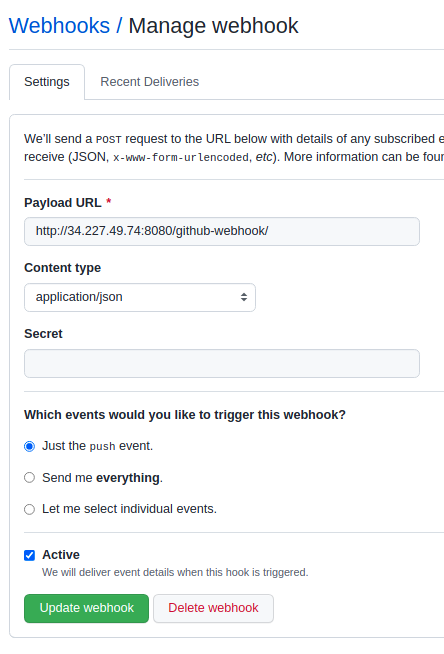 Webhooks / Manage webhook
Settings
Recent Deliveries
We'll send a POST request to the URL below with details of any subscribed e
receive (JSON, x-www-form-urlencoded, etc). More information can be four
Payload URL *
http://34.227.49.74:8080/github-webhook/
Content type
application/json
Secret
Which events would you like to trigger this webhook?
Just the push event.
Send me everything.
Let me select individual events.
Active
We will deliver event details when this hook is triggered.
Update webhook
Delete webhook